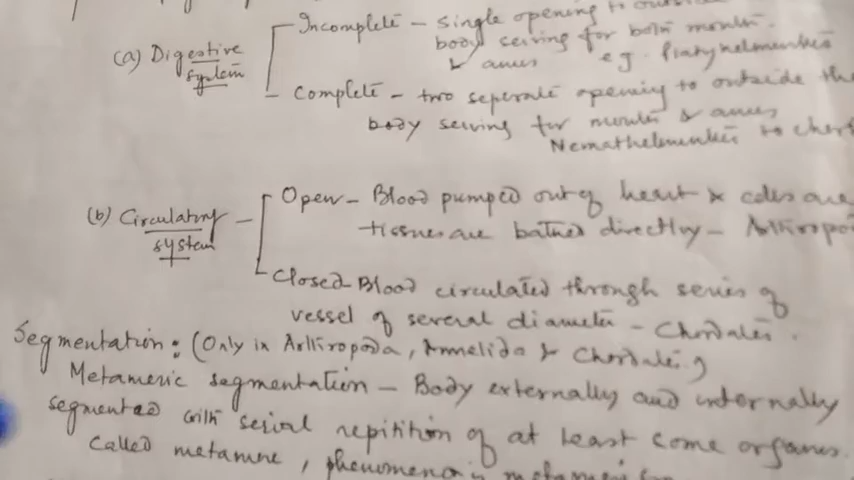 Incomplete - Single opening to outside
(a) Digestive system
body serving for both mouth
& anus e.g. Platyhelminthes
Complete - two seperate opening to outside the
body serving for mouth & anus
Nemathelminthes to
(b) Circulatory system
Open - Blood pumped out of heart & cells are
tissues are bathed directly - Arthropo
Closed - Blood circulated through series of
vessel of several diameter - Chordates.
Segmentation : (Only in Arthropoda, Annelida & Chordates)
Metameric segmentation - Body externally and internally
segmented with serial repitition of at least some organs.
Called metamere, phenomenon is metamerism